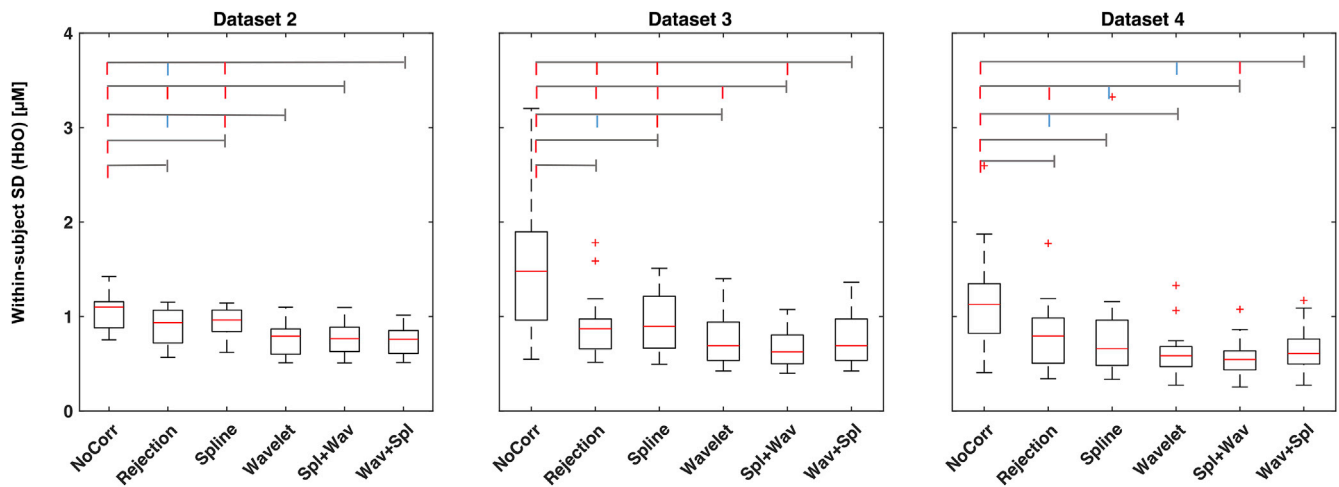 Dataset 2
Dataset 3
Dataset 4
Within-subject SD (HbO) [µM]
4
3
2
1
0
NoCorr
Rejection
Spline
Wavelet
Spl+Wav
Wav+Spl
NoCorr
Rejection
Spline
Wavelet
Spl+Wav
Wav+Spl
NoCorr
Rejection
Spline
Wavelet
Spl+Wav
Wav+Spl